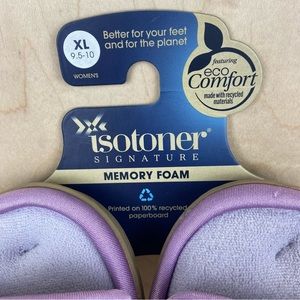 XL
9.5-10
WOMEN'S
Better for your feet
and for the planet
featuring
eco
Comfort
made with recycled
materials
isotoner®
SIGNATURE
MEMORY FOAM
Printed on 100% recycled
paperboard